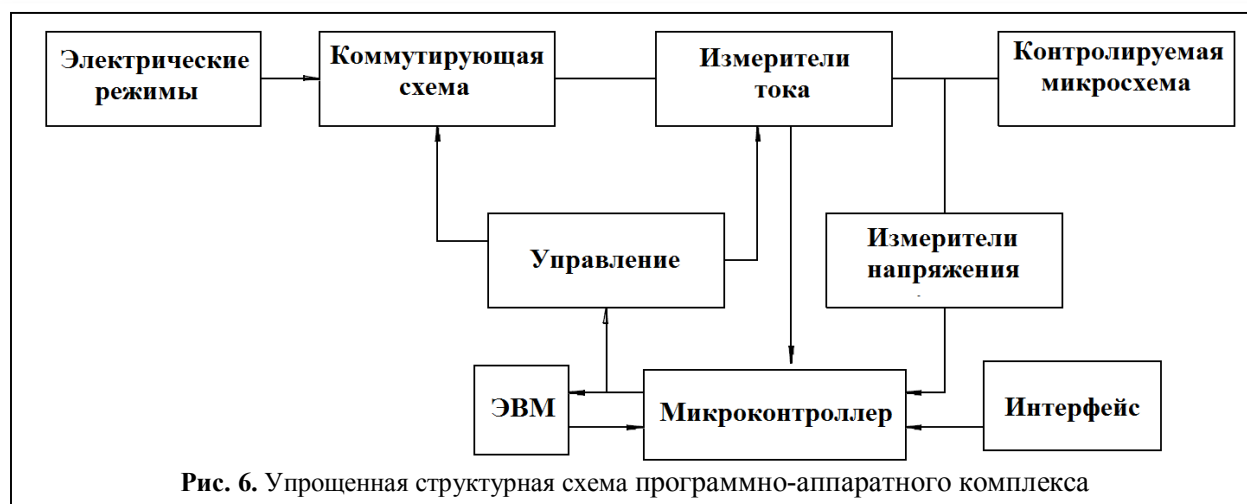 Электрические
режимы
Коммутирующая
схема
Измерители
тока
Контролируемая
микросхема
Управление
Измерители
напряжения
ЭВМ
Микроконтроллер
Интерфейс
Рис. 6. Упрощенная структурная схема программно-аппаратного комплекса